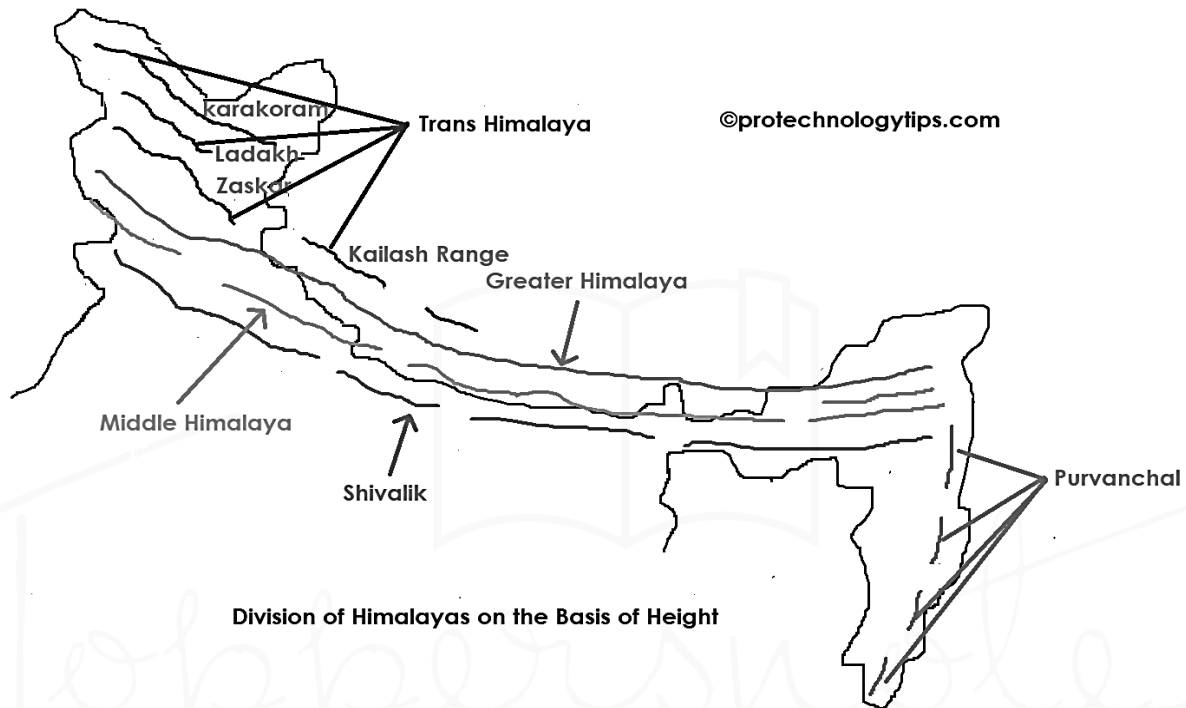 karakoram
Trans Himalaya
©protechnologytips.com
Ladakh
Zaskar
Kailash Range
Greater Himalaya
Middle Himalaya
Shivalik
Purvanchal
Division of Himalayas on the Basis of Height